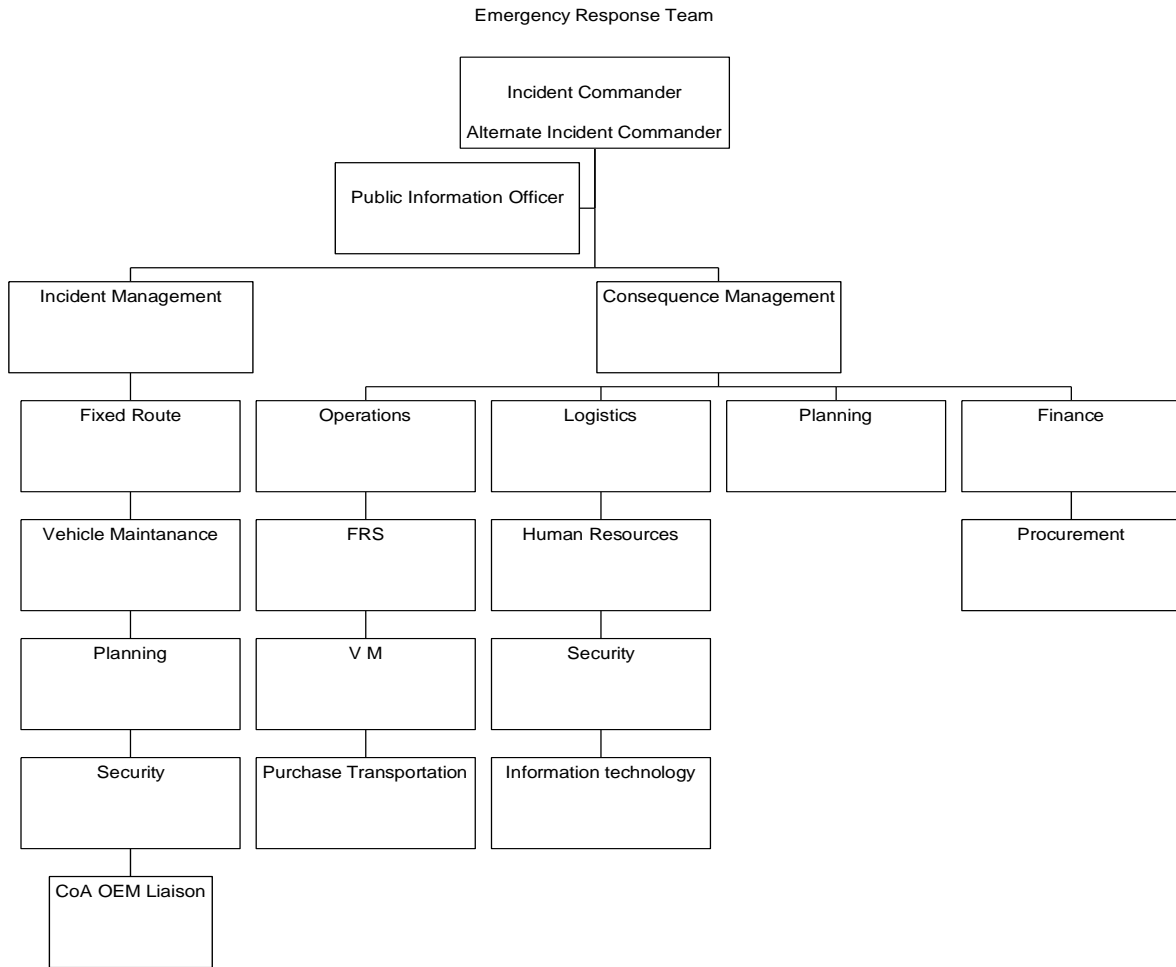 Emergency Response Team
Incident Commander
Alternate Incident Commander
Public Information Officer
Incident Management
Consequence Management
Fixed Route
Operations
Logistics
Planning
Finance
Vehicle Maintanance
FRS
Human Resources
Procurement
Planning
V M
Security
Security
Purchase Transportation
Information technology
CoA OEM Liaison